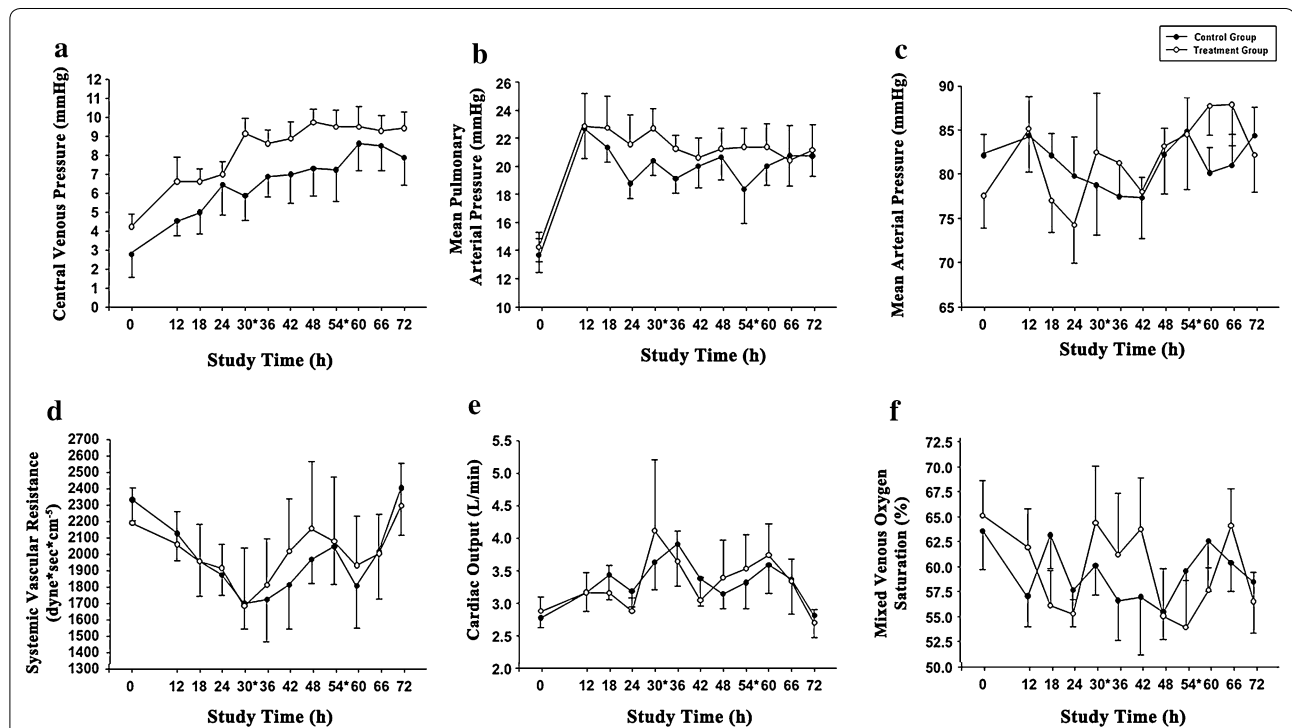 a
Central Venous Pressure (mmHg)
12
11
10
9
8
7
6
5
4
3
2
1
0
0 12 18 24 30* 36 42 48 54* 60 66 72
Study Time (h)
b
Mean Pulmonary
Arterial Pressure (mmHg)
26
24
22
20
18
16
14
12
10
0 12 18 24 30* 36 42 48 54* 60 66 72
Study Time (h)
c
Control Group
Treatment Group
Mean Arterial Pressure (mmHg)
90
85
80
75
70
65
0 12 18 24 30* 36 42 48 54* 60 66 72
Study Time (h)
d
Systemic Vascular Resistance
(dyne*sec*cm-5)
2700
2600
2500
2400
2300
2200
2100
2000
1900
1800
1700
1600
1500
1400
1300
0 12 18 24 30* 36 42 48 54* 60 66 72
Study Time (h)
e
Cardiac Output (L/min)
5.5
5.0
4.5
4.0
3.5
3.0
2.5
2.0
0 12 18 24 30* 36 42 48 54* 60 66 72
Study Time (h)
f
Mixed Venous Oxygen
Saturation (%)
72.5
70.0
67.5
65.0
62.5
60.0
57.5
55.0
52.5
50.0
0 12 18 24 30* 36 42 48 54* 60 66 72
Study Time (h)